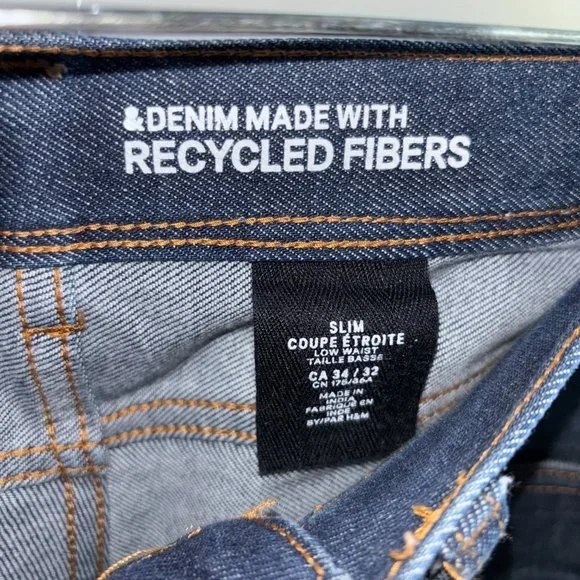 &DENIM MADE WITH
RECYCLED FIBERS
SLIM
COUPE ÉTROITE
LOW WAIST
TAILLE BASSE
CA 34 / 32
CN 175/86A
MADE IN
INDIA
FABRIQUÉ EN
INDE
BY/PAR H&M